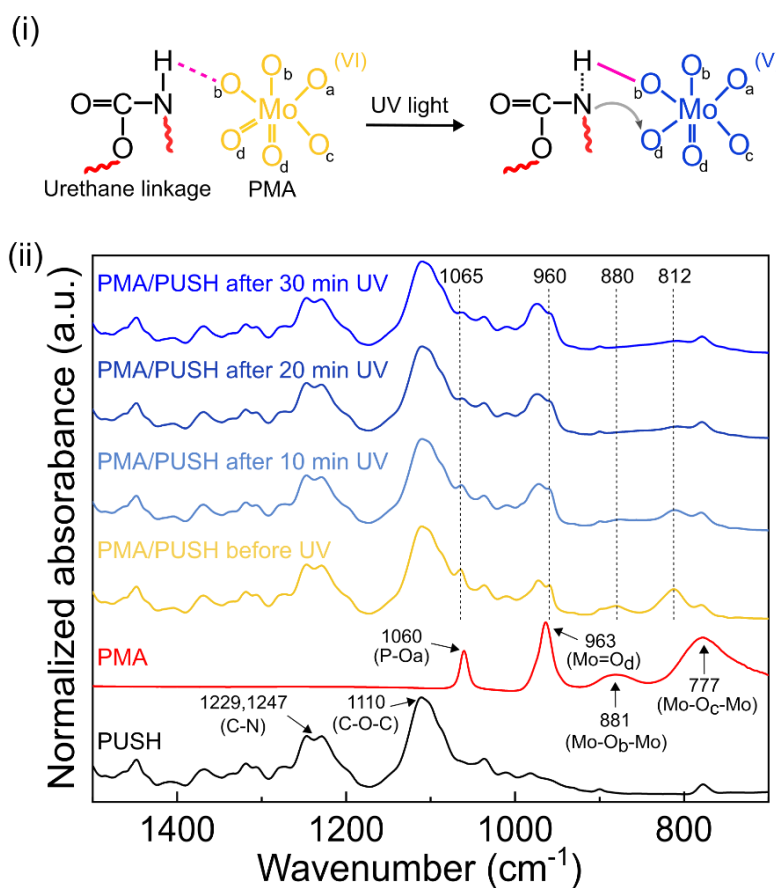 (i)
H
O
b
O
b
O
a
(VI)
O=C
N
Mo
O
O
d
O
d
O
c
Urethane linkage
PMA
UV light
H
O
b
O
b
O
a
(V
O=C
N
Mo
O
O
d
O
d
O
c
(ii)
PMA/PUSH after 30 min UV
1065
960
880
812
PMA/PUSH after 20 min UV
PMA/PUSH after 10 min UV
PMA/PUSH before UV
PMA
1060
(P-Oa)
963
(Mo=Od)
881
(Mo-Ob-Mo)
777
(Mo-Oc-Mo)
PUSH
1229,1247
(C-N)
1110
(C-O-C)
Normalized absorabance (a.u.)
1400
1200
1000
800
Wavenumber (cm-1)